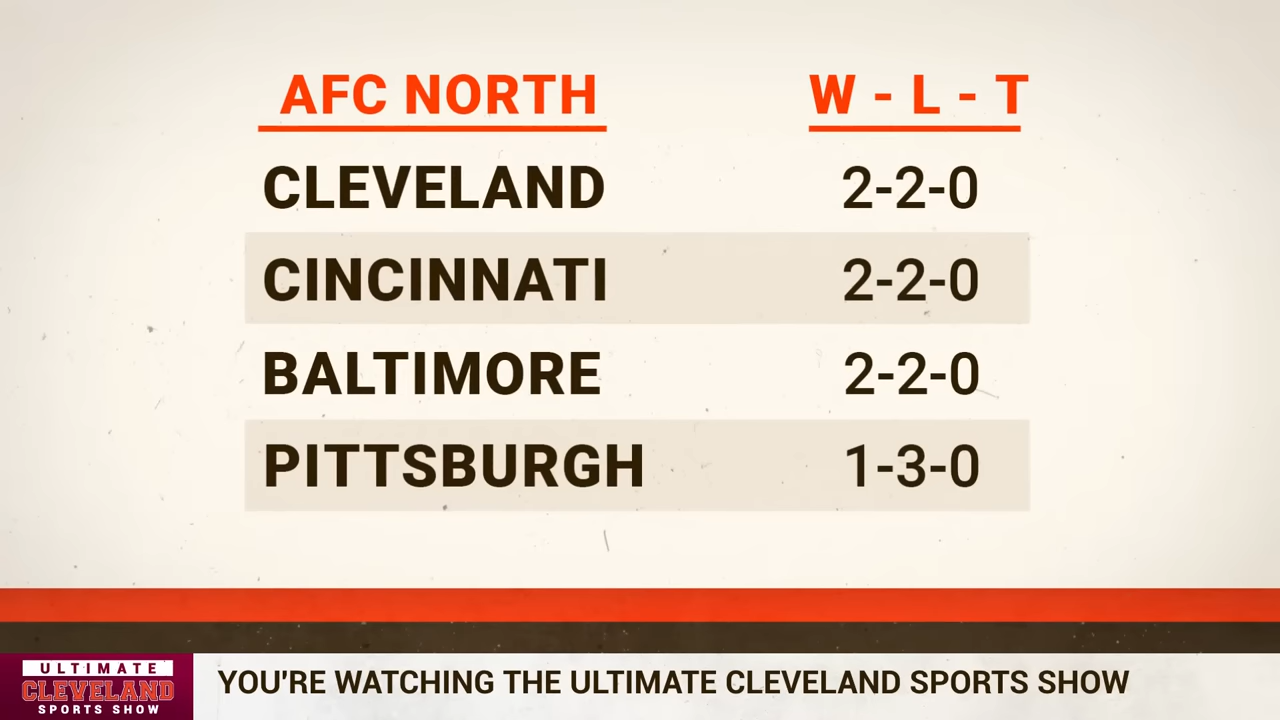 AFC NORTH W - L - T
CLEVELAND 2-2-0
CINCINNATI 2-2-0
BALTIMORE 2-2-0
PITTSBURGH 1-3-0
ULTIMATE
CLEVELAND
SPORTS SHOW
YOU'RE WATCHING THE ULTIMATE CLEVELAND SPORTS SHOW